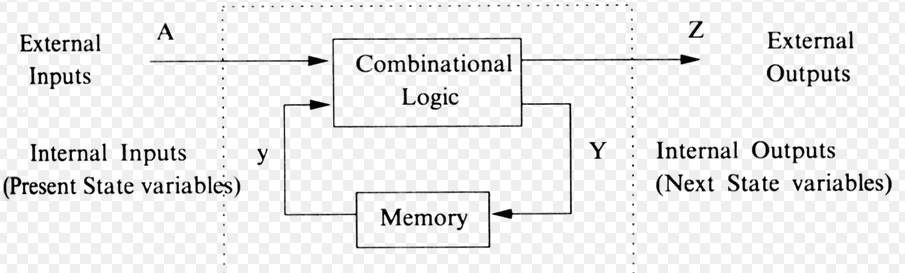 External
Inputs
A
Combinational
Logic
Z
External
Outputs
Internal Inputs
(Present State variables)
y
Y
Internal Outputs
(Next State variables)
Memory